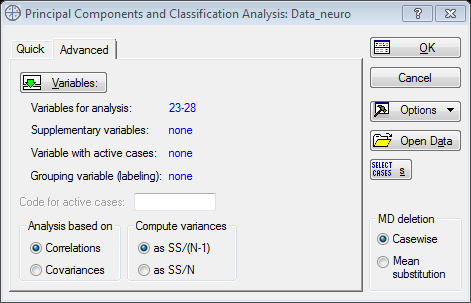 Principal Components and Classification Analysis: Data_neuro
Quick Advanced
Variables:
Variables for analysis: 23-28
Supplementary variables: none
Variable with active cases: none
Grouping variable (labeling): none
Code for active cases:
Analysis based on
Correlations
Covariances
Compute variances
as SS/(N-1)
as SS/N
OK
Cancel
Options
Open Data
SELECT
CASES S
MD deletion
Casewise
Mean
substitution